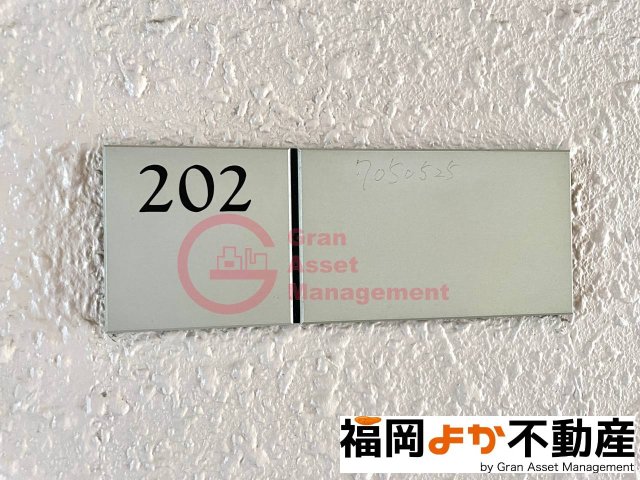 202
7050525
Gran
Asset
Management
福岡よか不動産
by Gran Asset Management